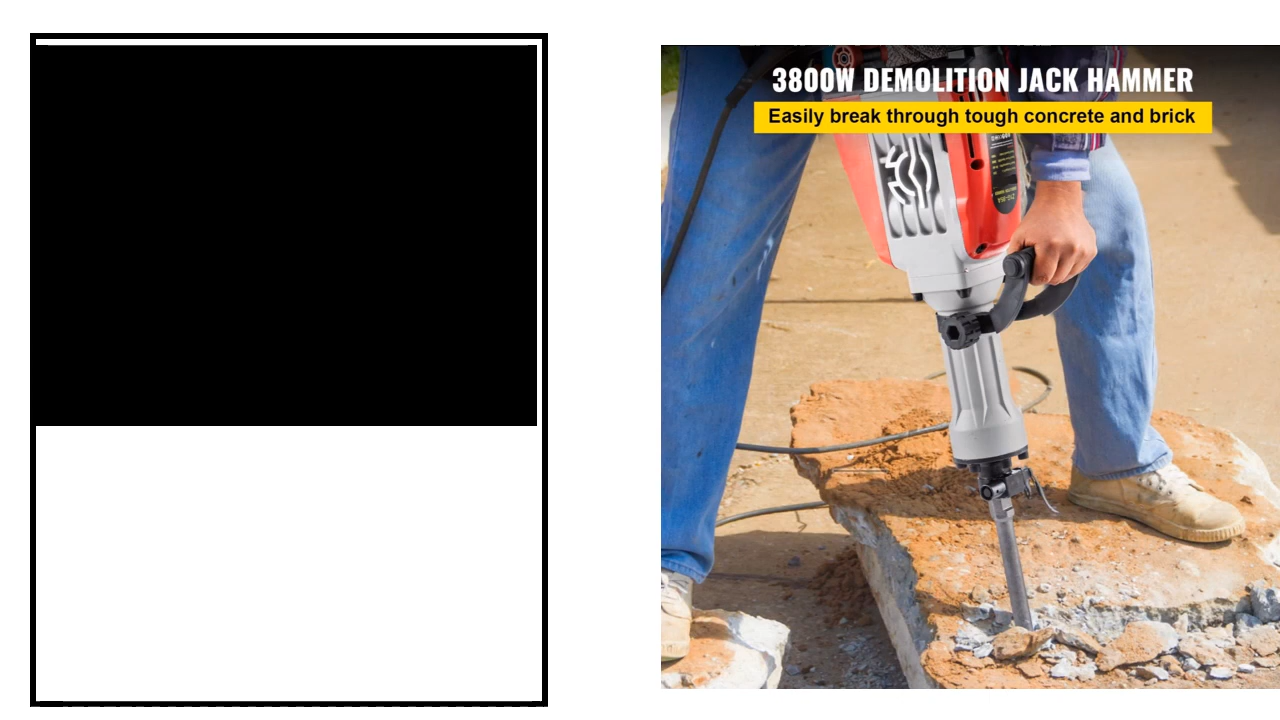 3800W DEMOLITION JACK HAMMER
Easily break through tough concrete and brick